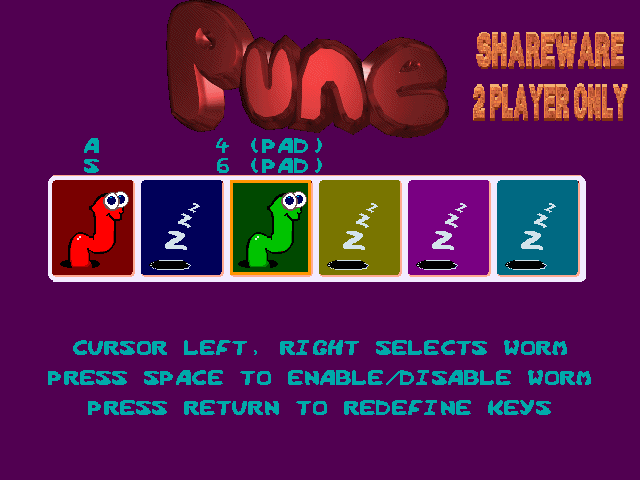 Pune
SHAREWARE
2 PLAYER ONLY
A 4 (PAD)
S 6 (PAD)
z z z
z z z
z z z
z z z
CURSOR LEFT, RIGHT SELECTS WORM
PRESS SPACE TO ENABLE/DISABLE WORM
PRESS RETURN TO REDEFINE KEYS